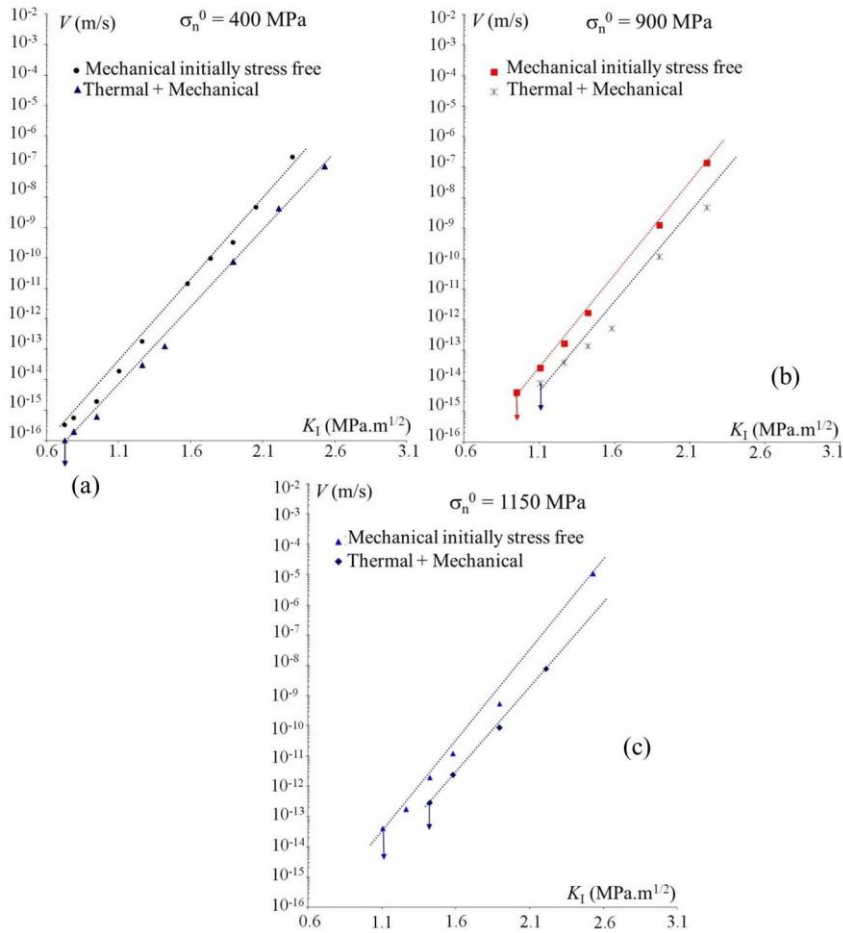 V (m/s)
σₙ⁰ = 400 MPa
10⁻²
10⁻³
10⁻⁴
10⁻⁵
10⁻⁶
10⁻⁷
10⁻⁸
10⁻⁹
10⁻¹⁰
10⁻¹¹
10⁻¹²
10⁻¹³
10⁻¹⁴
10⁻¹⁵
10⁻¹⁶
Mechanical initially stress free
Thermal + Mechanical
K_I (MPa.m¹/²)
0.6 1.1 1.6 2.1 2.6 3.1
(a)
V (m/s)
σₙ⁰ = 900 MPa
10⁻²
10⁻³
10⁻⁴
10⁻⁵
10⁻⁶
10⁻⁷
10⁻⁸
10⁻⁹
10⁻¹⁰
10⁻¹¹
10⁻¹²
10⁻¹³
10⁻¹⁴
10⁻¹⁵
10⁻¹⁶
Mechanical initially stress free
Thermal + Mechanical
(b)
K_I (MPa.m¹/²)
0.6 1.1 1.6 2.1 2.6 3.1
V (m/s)
σₙ⁰ = 1150 MPa
10⁻²
10⁻³
10⁻⁴
10⁻⁵
10⁻⁶
10⁻⁷
10⁻⁸
10⁻⁹
10⁻¹⁰
10⁻¹¹
10⁻¹²
10⁻¹³
10⁻¹⁴
10⁻¹⁵
10⁻¹⁶
Mechanical initially stress free
Thermal + Mechanical
(c)
K_I (MPa.m¹/²)
0.6 1.1 1.6 2.1 2.6 3.1